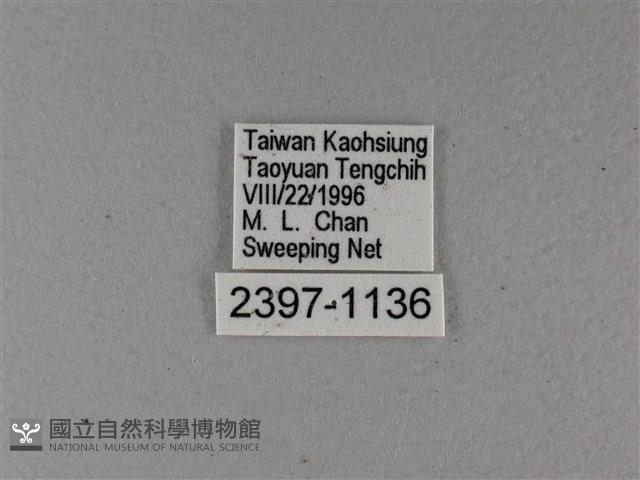 Taiwan Kaohsiung
Taoyuan Tengchih
VIII/22/1996
M. L. Chan
Sweeping Net
2397-1136
國立自然科學博物館
NATIONAL MUSEUM OF NATURAL SCIENCE